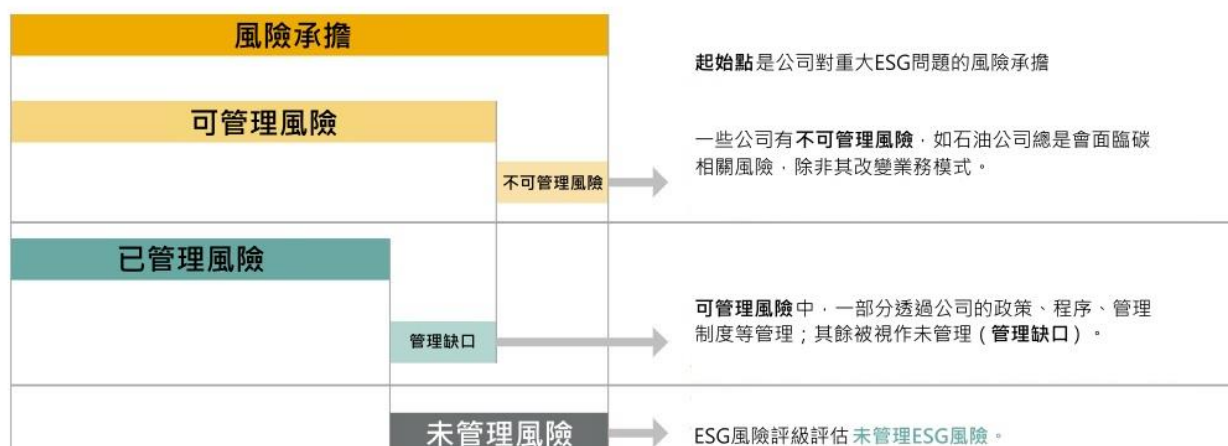 風險承擔
起始點是公司對重大ESG問題的風險承擔
可管理風險
一些公司有不可管理風險，如石油公司總是會面臨碳
相關風險，除非其改變業務模式。
不可管理風險
已管理風險
可管理風險中，一部分透過公司的政策、程序、管理
制度等管理；其餘被視作未管理（管理缺口）。
管理缺口
未管理風險
ESG風險評級評估未管理ESG風險。